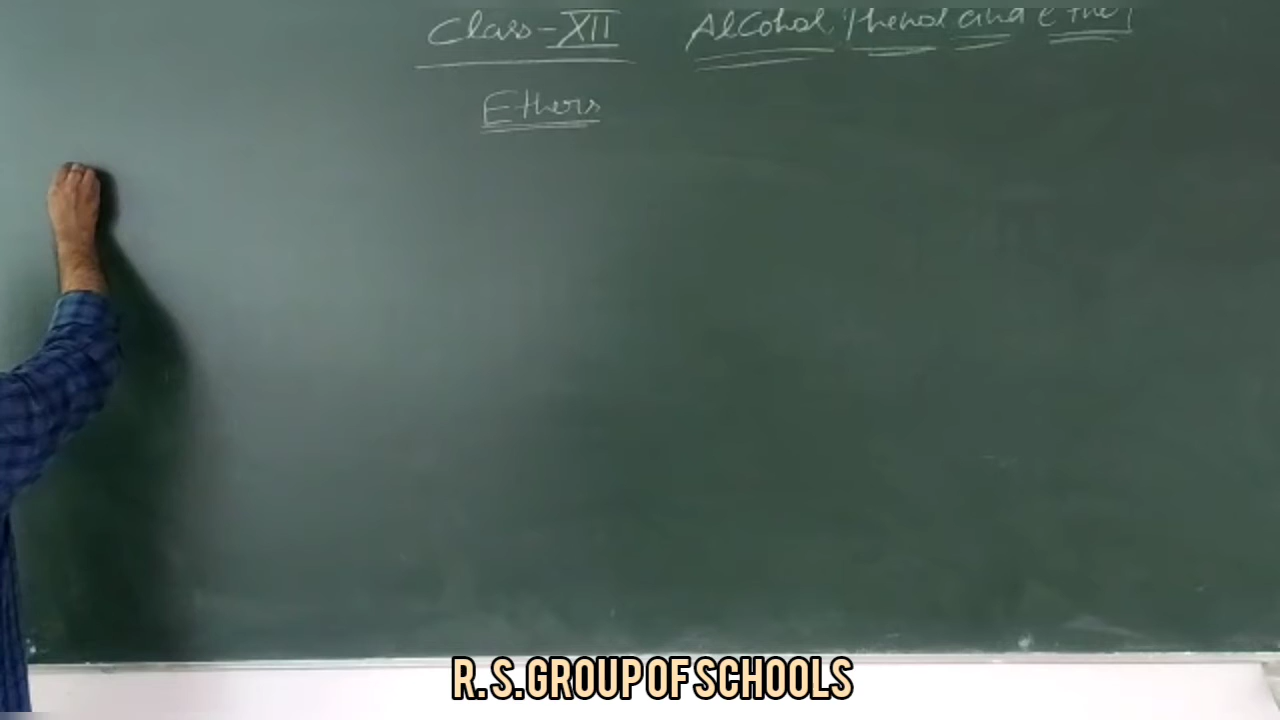 Class-XII Alcohol, Phenol and Ether
Ethers
R. S. GROUP OF SCHOOLS